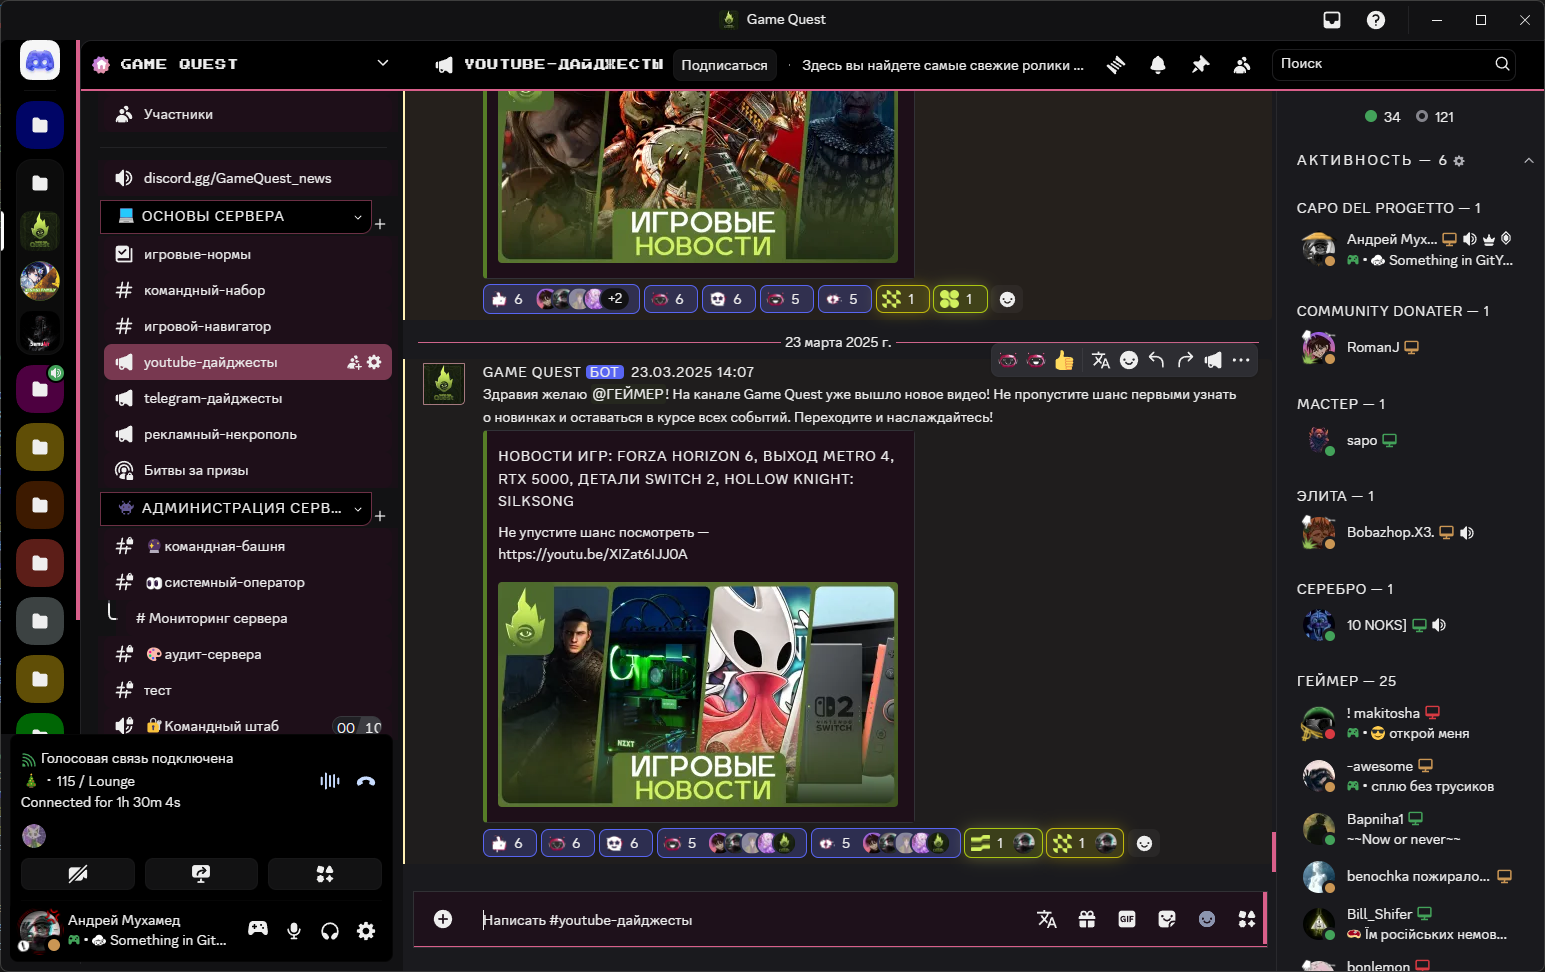 Game Quest
GAME QUEST
YOUTUBE-ДАЙДЖЕСТЫ
Подписаться
Здесь вы найдете самые свежие ролики ...
Поиск
Участники
discord.gg/GameQuest_news
ОСНОВЫ СЕРВЕРА
игровые-нормы
командный-набор
игровой-навигатор
youtube-дайджесты
telegram-дайджесты
рекламный-некрополь
Битвы за призы
АДМИНИСТРАЦИЯ СЕРВ...
командная-башня
системный-оператор
# Мониторинг сервера
аудит-сервера
тест
Командный штаб
00 10
Голосовая связь подключена
115 / Lounge
Connected for 1h 30m 4s
Андрей Мухамед
Something in Git...
ИГРОВЫЕ
НОВОСТИ
6 +2 6 6 5 5 1 1
23 марта 2025 г.
GAME QUEST БОТ 23.03.2025 14:07
Здравия желаю @ГЕЙМЕР! На канале Game Quest уже вышло новое видео! Не пропустите шанс первыми узнать
о новинках и оставаться в курсе всех событий. Переходите и наслаждайтесь!
НОВОСТИ ИГР: FORZA HORIZON 6, ВЫХОД METRO 4,
RTX 5000, ДЕТАЛИ SWITCH 2, HOLLOW KNIGHT:
SILKSONG
Не упустите шанс посмотреть —
https://youtu.be/XlZat6lJJ0A
NZXT
2
NINTENDO
SWITCH
ИГРОВЫЕ
НОВОСТИ
6 6 6 5 5 1 1
Написать #youtube-дайджесты
GIF
34 121
АКТИВНОСТЬ — 6
CAPO DEL PROGETTO — 1
Андрей Мух...
Something in GitY...
COMMUNITY DONATER — 1
RomanJ
МАСТЕР — 1
sapo
ЭЛИТА — 1
Bobazhop.X3.
СЕРЕБРО — 1
10 NOKS]
ГЕЙМЕР — 25
! makitosha
открой меня
-awesome
сплю без трусиков
Bapniha1
~~Now or never~~
benochka пожирало...
Bill_Shifer
Їм російських немов...
bonlemon